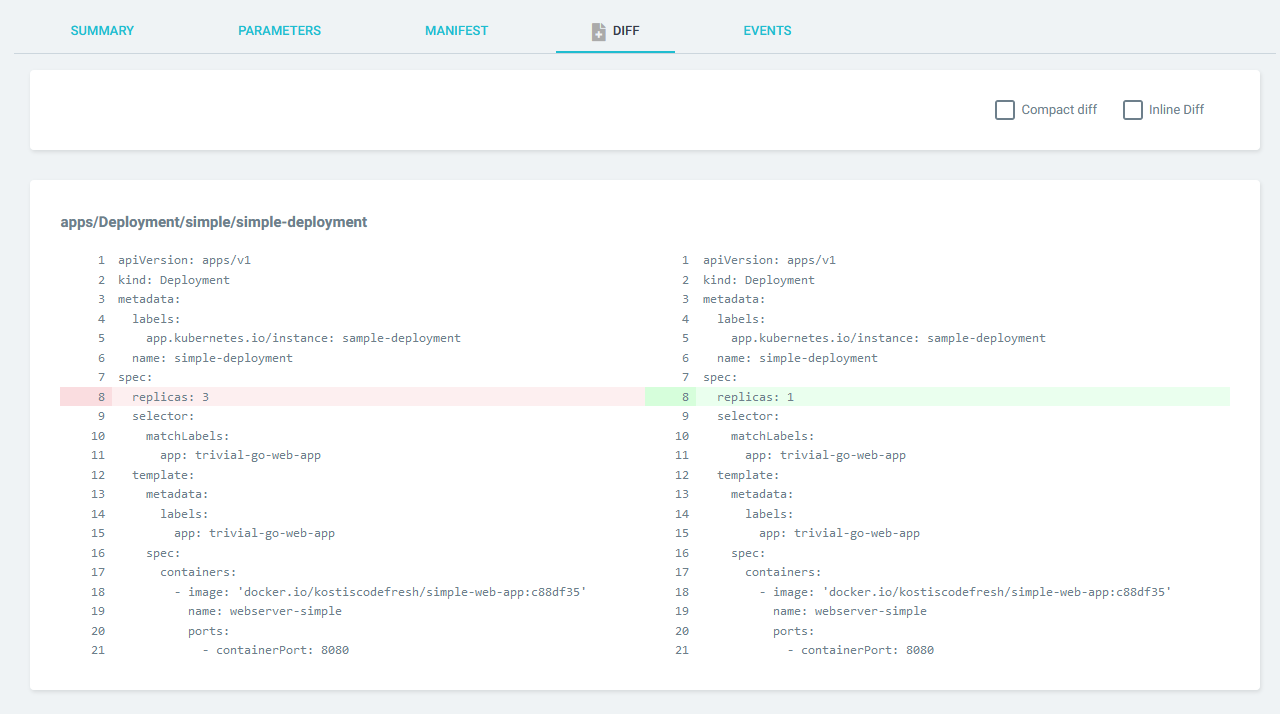 SUMMARY PARAMETERS MANIFEST DIFF EVENTS
Compact diff Inline Diff
apps/Deployment/simple/simple-deployment
1 apiVersion: apps/v1 1 apiVersion: apps/v1
2 kind: Deployment 2 kind: Deployment
3 metadata: 3 metadata:
4 labels: 4 labels:
5 app.kubernetes.io/instance: sample-deployment 5 app.kubernetes.io/instance: sample-deployment
6 name: simple-deployment 6 name: simple-deployment
7 spec: 7 spec:
8 replicas: 3 8 replicas: 1
9 selector: 9 selector:
10 matchLabels: 10 matchLabels:
11 app: trivial-go-web-app 11 app: trivial-go-web-app
12 template: 12 template:
13 metadata: 13 metadata:
14 labels: 14 labels:
15 app: trivial-go-web-app 15 app: trivial-go-web-app
16 spec: 16 spec:
17 containers: 17 containers:
18 - image: 'docker.io/kostiscodefresh/simple-web-app:c88df35' 18 - image: 'docker.io/kostiscodefresh/simple-web-app:c88df35'
19 name: webserver-simple 19 name: webserver-simple
20 ports: 20 ports:
21 - containerPort: 8080 21 - containerPort: 8080